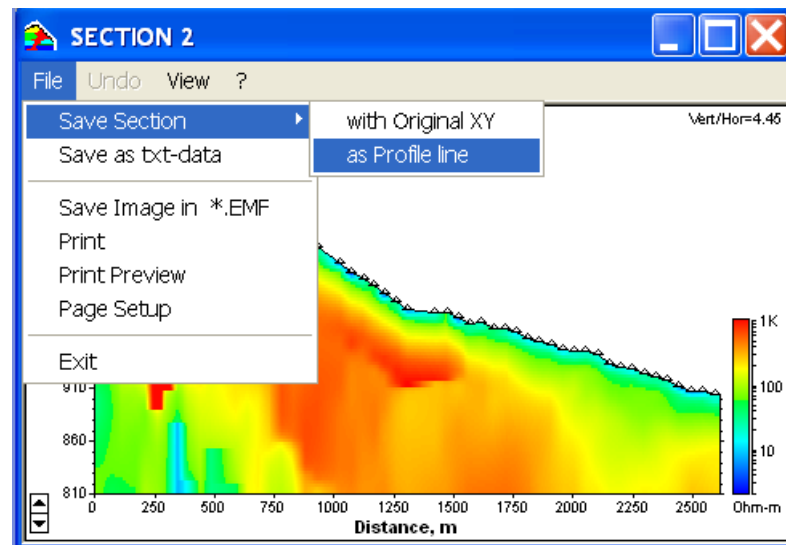 SECTION 2
File Undo View ?
Save Section
Save as txt-data
Save Image in *.EMF
Print
Print Preview
Page Setup
Exit
with Original XY
as Profile line
Vert/Hor=4.45
910
860
810
0 250 500 750 1000 1250 1500 1750 2000 2250 2500
Distance, m
1K
100
10
Ohm-m